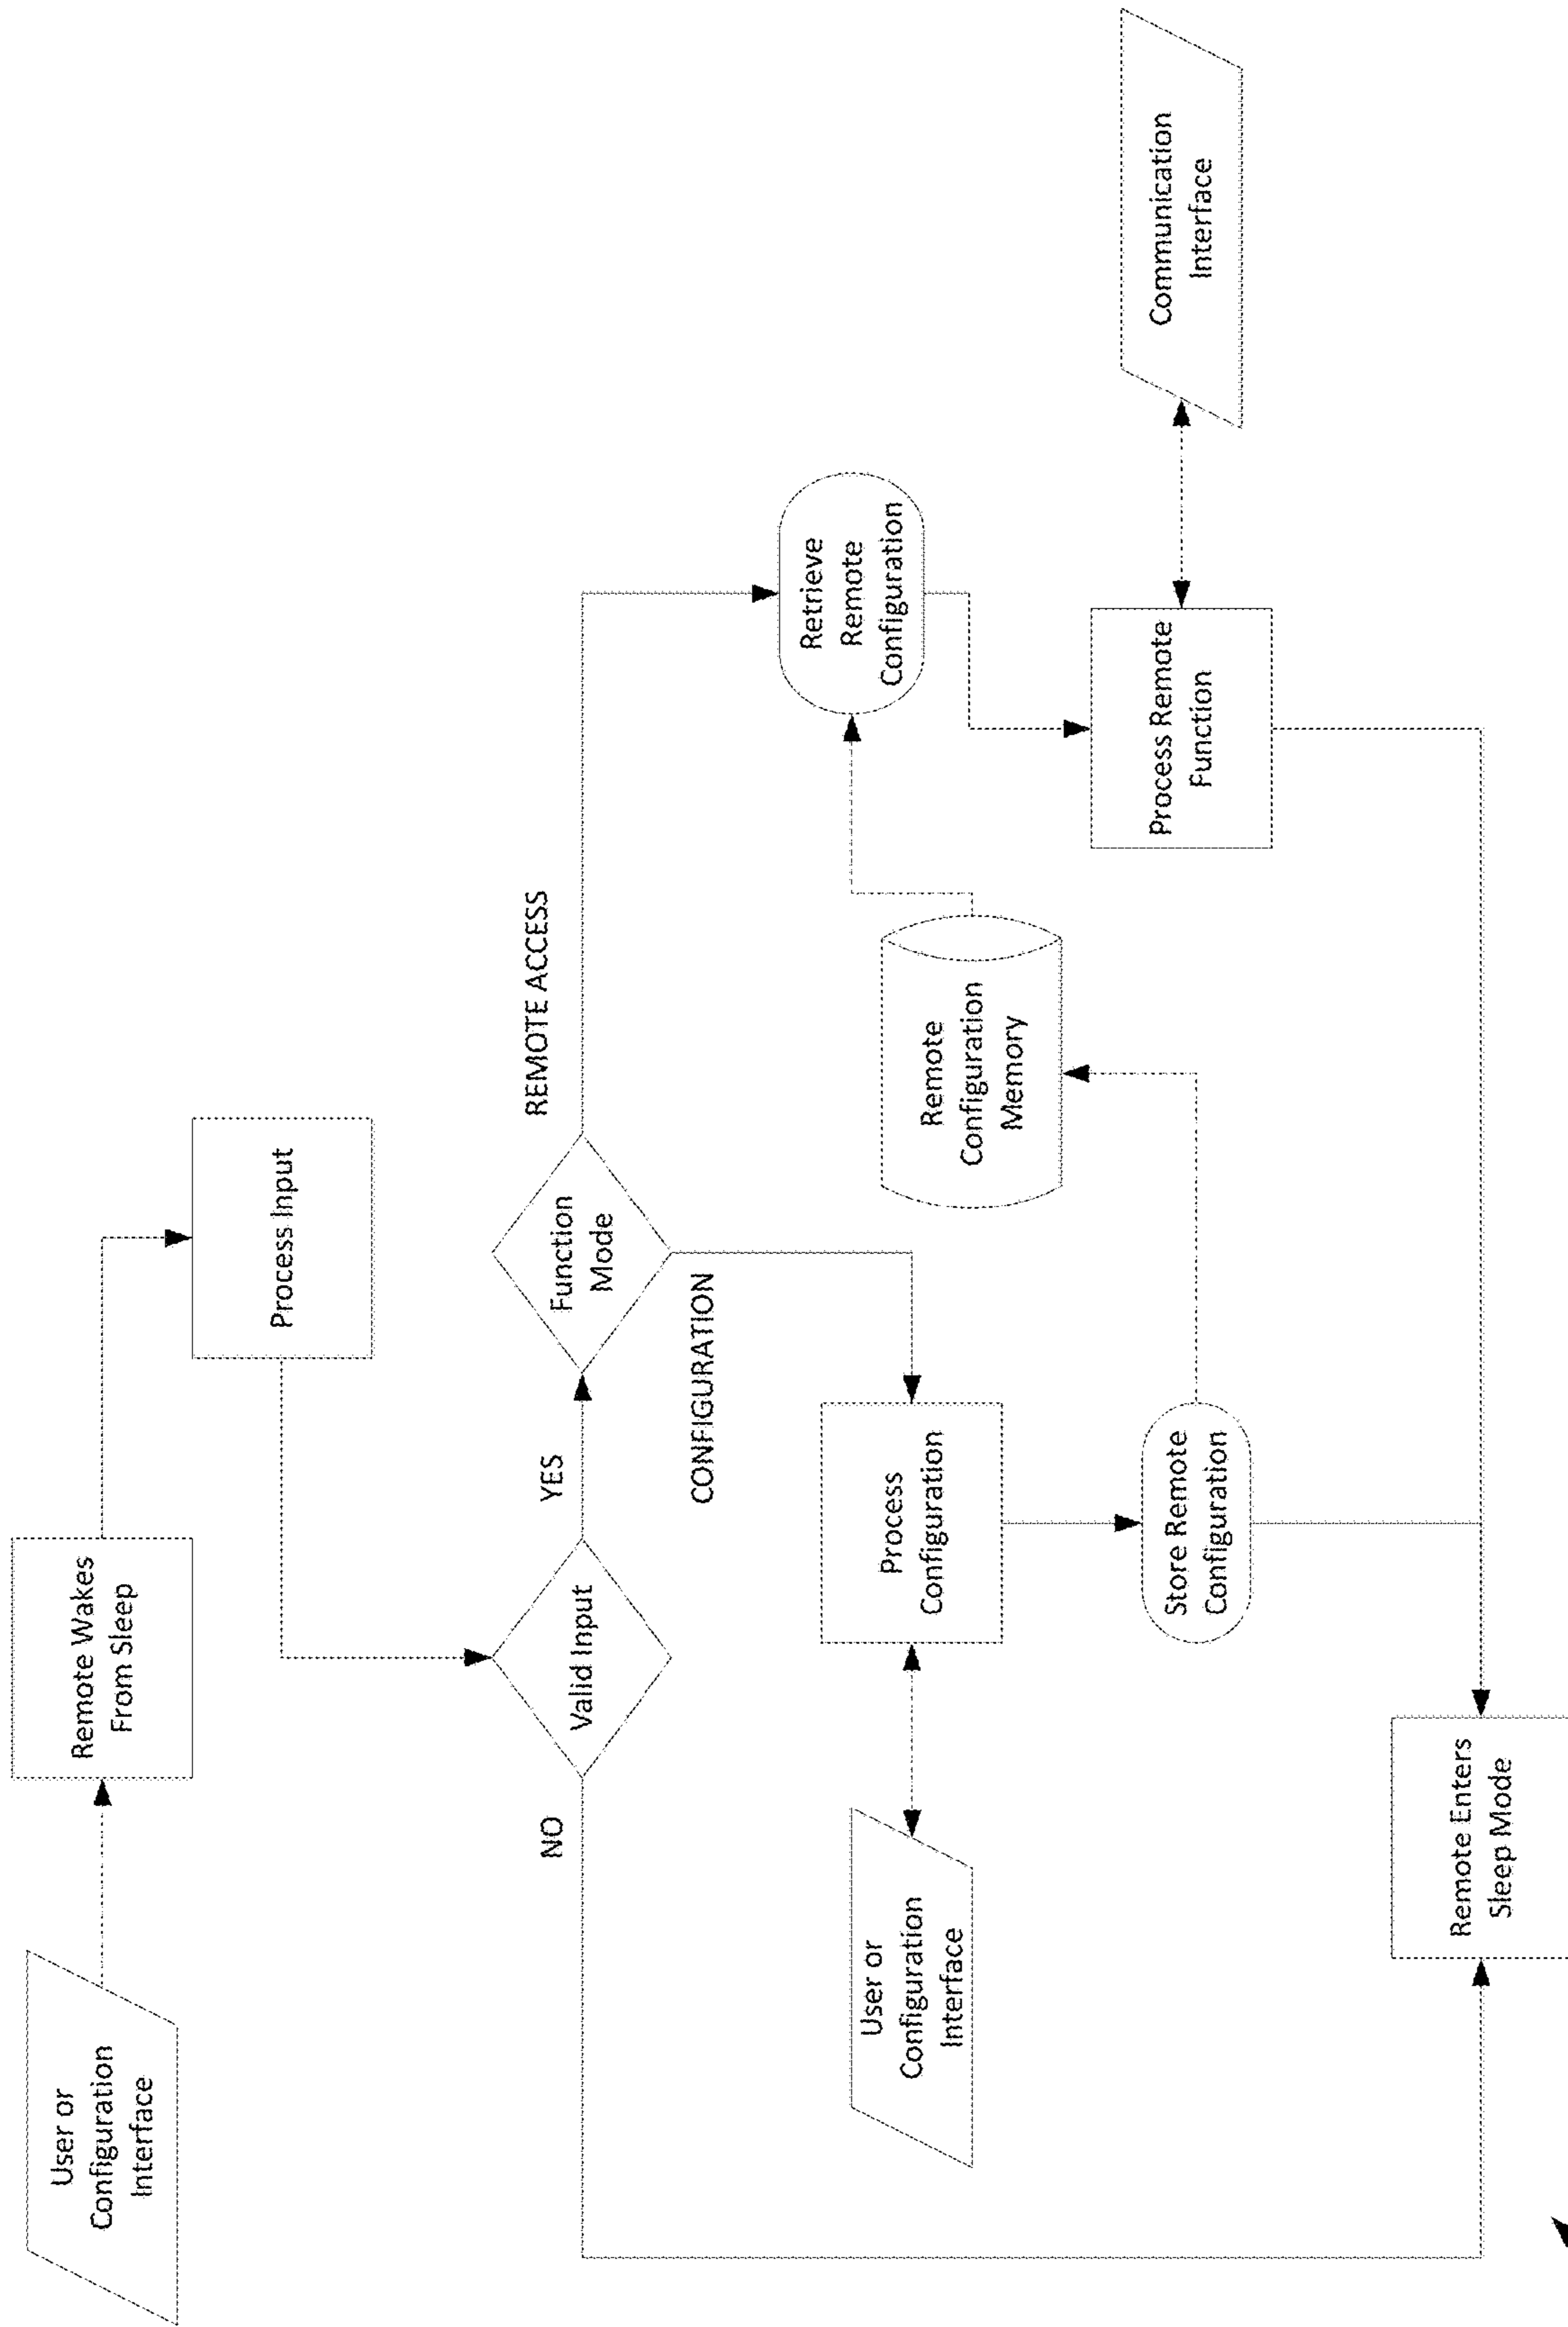 User or
Configuration
Interface
Remote Wakes
From Sleep
Process Input
Valid Input
NO
YES
Function
Mode
REMOTE ACCESS
CONFIGURATION
User or
Configuration
Interface
Process
Configuration
Remote
Configuration
Memory
Retrieve
Remote
Configuration
Store Remote
Configuration
Process Remote
Function
Communication
Interface
Remote Enters
Sleep Mode